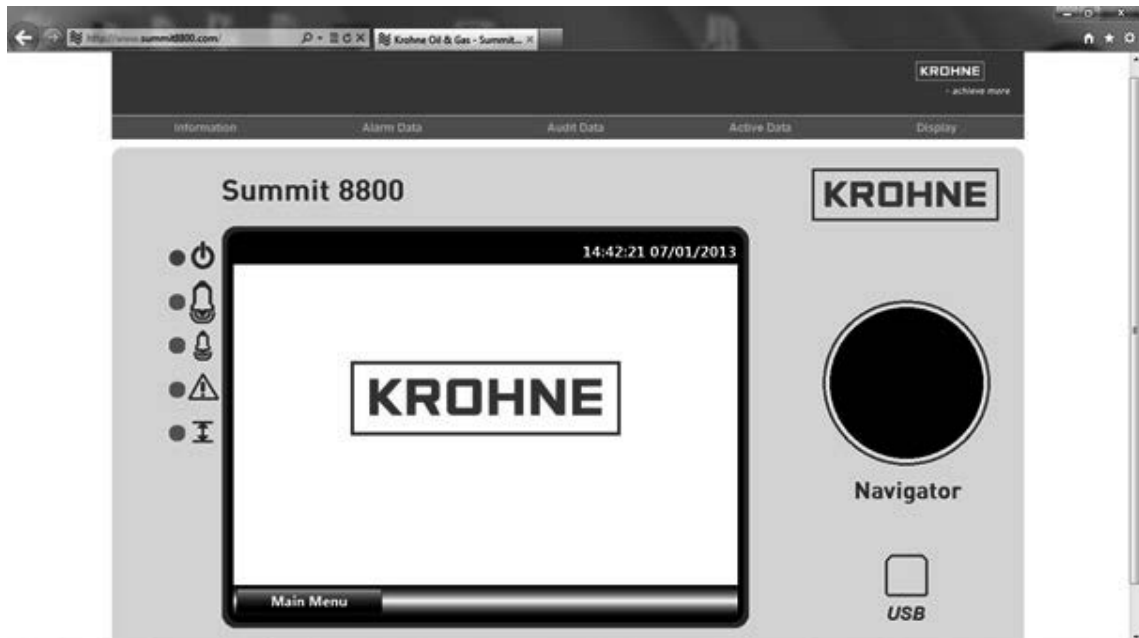 http://www.summit8800.com/
Krohne Oil & Gas - Summit...
KROHNE
- achieve more
Information Alarm Data Audit Data Active Data Display
Summit 8800
KROHNE
14:42:21 07/01/2013
KROHNE
Navigator
Main Menu
USB